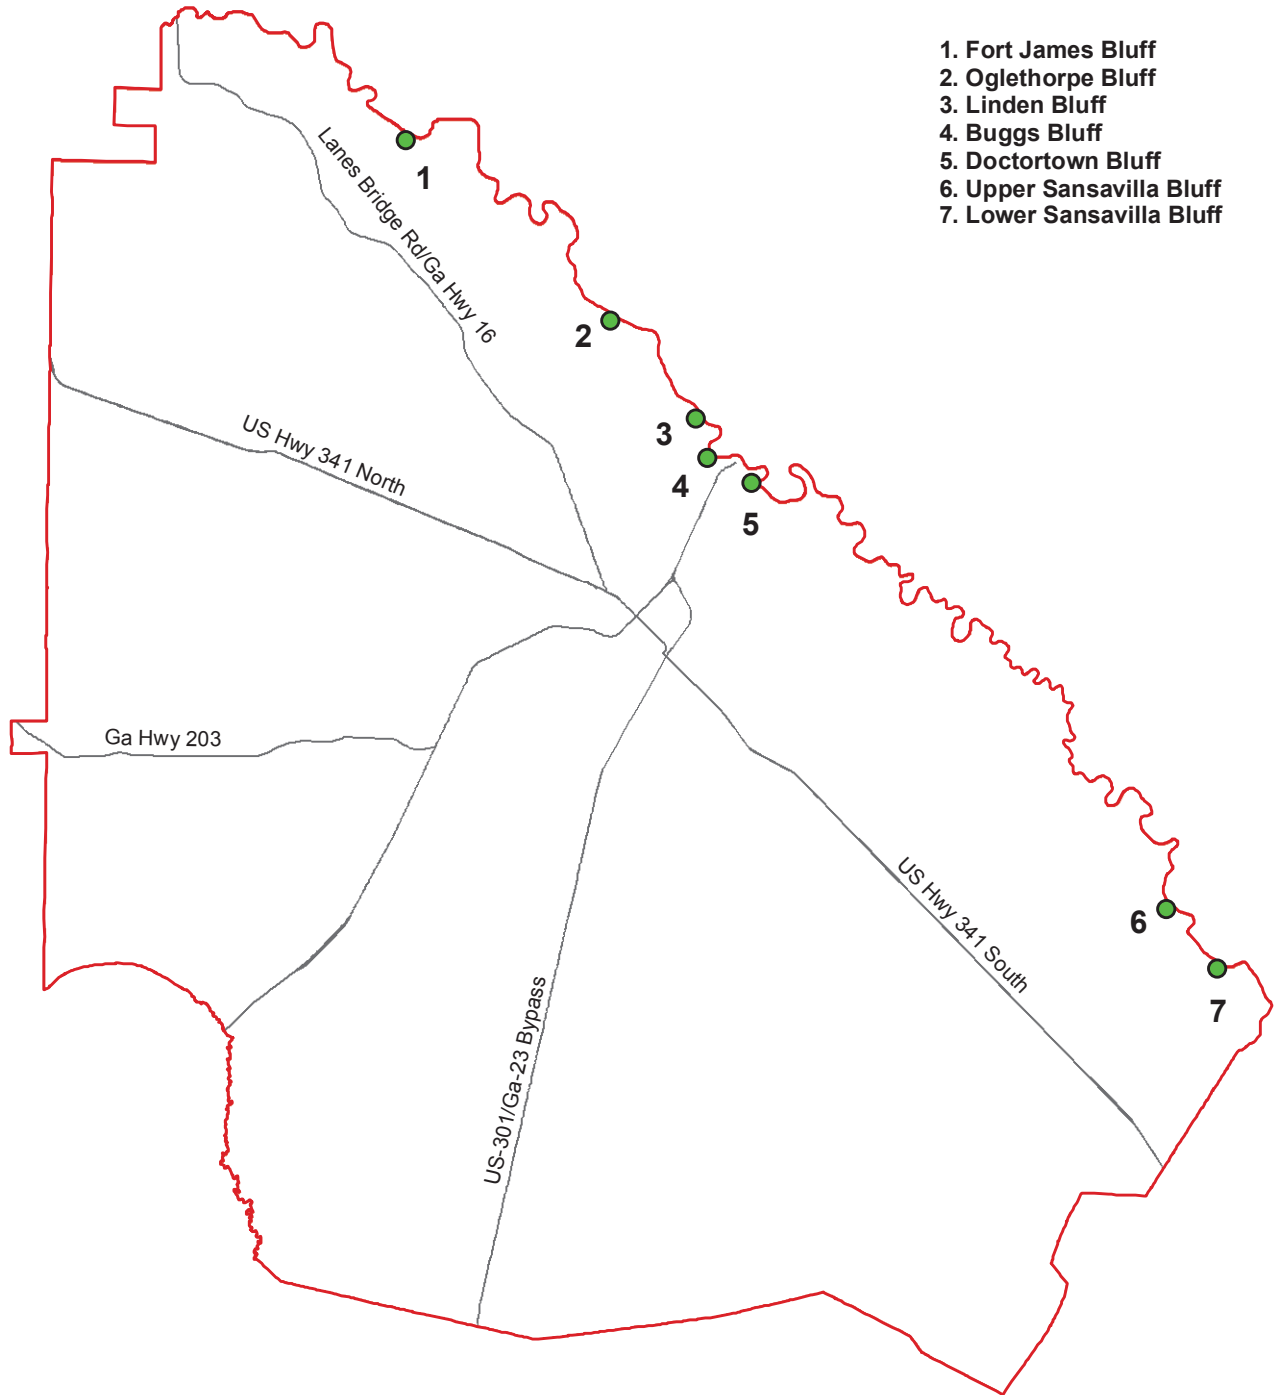 1. Fort James Bluff
2. Oglethorpe Bluff
3. Linden Bluff
4. Buggs Bluff
5. Doctortown Bluff
6. Upper Sansavilla Bluff
7. Lower Sansavilla Bluff
1
Lanes Bridge Rd/Ga Hwy 16
2
3
US Hwy 341 North
4
5
Ga Hwy 203
US Hwy 341 South
6
7
US-301/Ga-23 Bypass